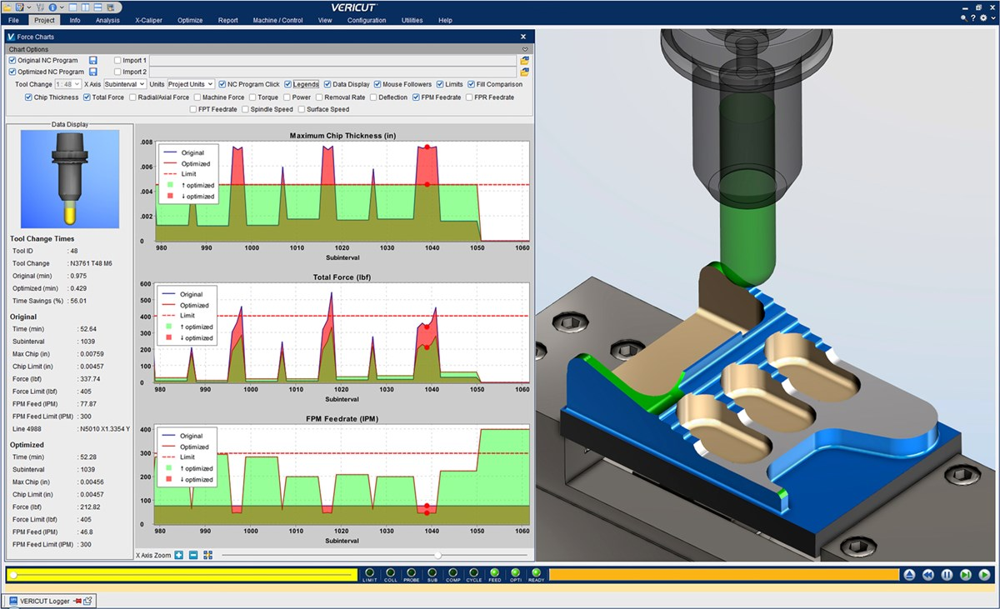 VERICUT
File Project Info Analysis X-Caliper Optimize Report Machine / Control View Configuration Utilities Help
Force Charts
Chart Options
Original NC Program Import 1
Optimized NC Program Import 2
Tool Change 1 : 48 X Axis Subinterval Units Project Units NC Program Click Legends Data Display Mouse Followers Limits Fill Comparison
Chip Thickness Total Force Radial/Axial Force Machine Force Torque Power Removal Rate Deflection FPM Feedrate FPR Feedrate
FPT Feedrate Spindle Speed Surface Speed
Data Display
Tool Change Times
Tool ID : 48
Tool Change : N3761 T48 M6
Original (min) : 0.975
Optimized (min) : 0.429
Time Savings (%) : 56.01
Original
Time (min) : 52.64
Subinterval : 1039
Max Chip (in) : 0.00759
Chip Limit (in) : 0.00457
Force (lbf) : 337.74
Force Limit (lbf) : 405
FPM Feed (IPM) : 77.87
FPM Feed Limit (IPM) : 300
Line 4988 : N5010 X1.3354 Y
Optimized
Time (min) : 52.28
Subinterval : 1039
Max Chip (in) : 0.00456
Chip Limit (in) : 0.00457
Force (lbf) : 212.82
Force Limit (lbf) : 405
FPM Feed (IPM) : 46.8
FPM Feed Limit (IPM) : 300
Maximum Chip Thickness (in)
.008
.006
.004
.002
0
Original
Optimized
Limit
↑ optimized
↓ optimized
980 990 1000 1010 1020 1030 1040 1050 1060
Subinterval
Total Force (lbf)
600
500
400
300
200
100
0
Original
Optimized
Limit
↑ optimized
↓ optimized
980 990 1000 1010 1020 1030 1040 1050 1060
Subinterval
FPM Feedrate (IPM)
400
300
200
100
0
Original
Optimized
Limit
↑ optimized
↓ optimized
980 990 1000 1010 1020 1030 1040 1050 1060
Subinterval
X Axis Zoom
LIMIT COLL PROBE SUB COMP CYCLE FEED OPTI READY
VERICUT Logger